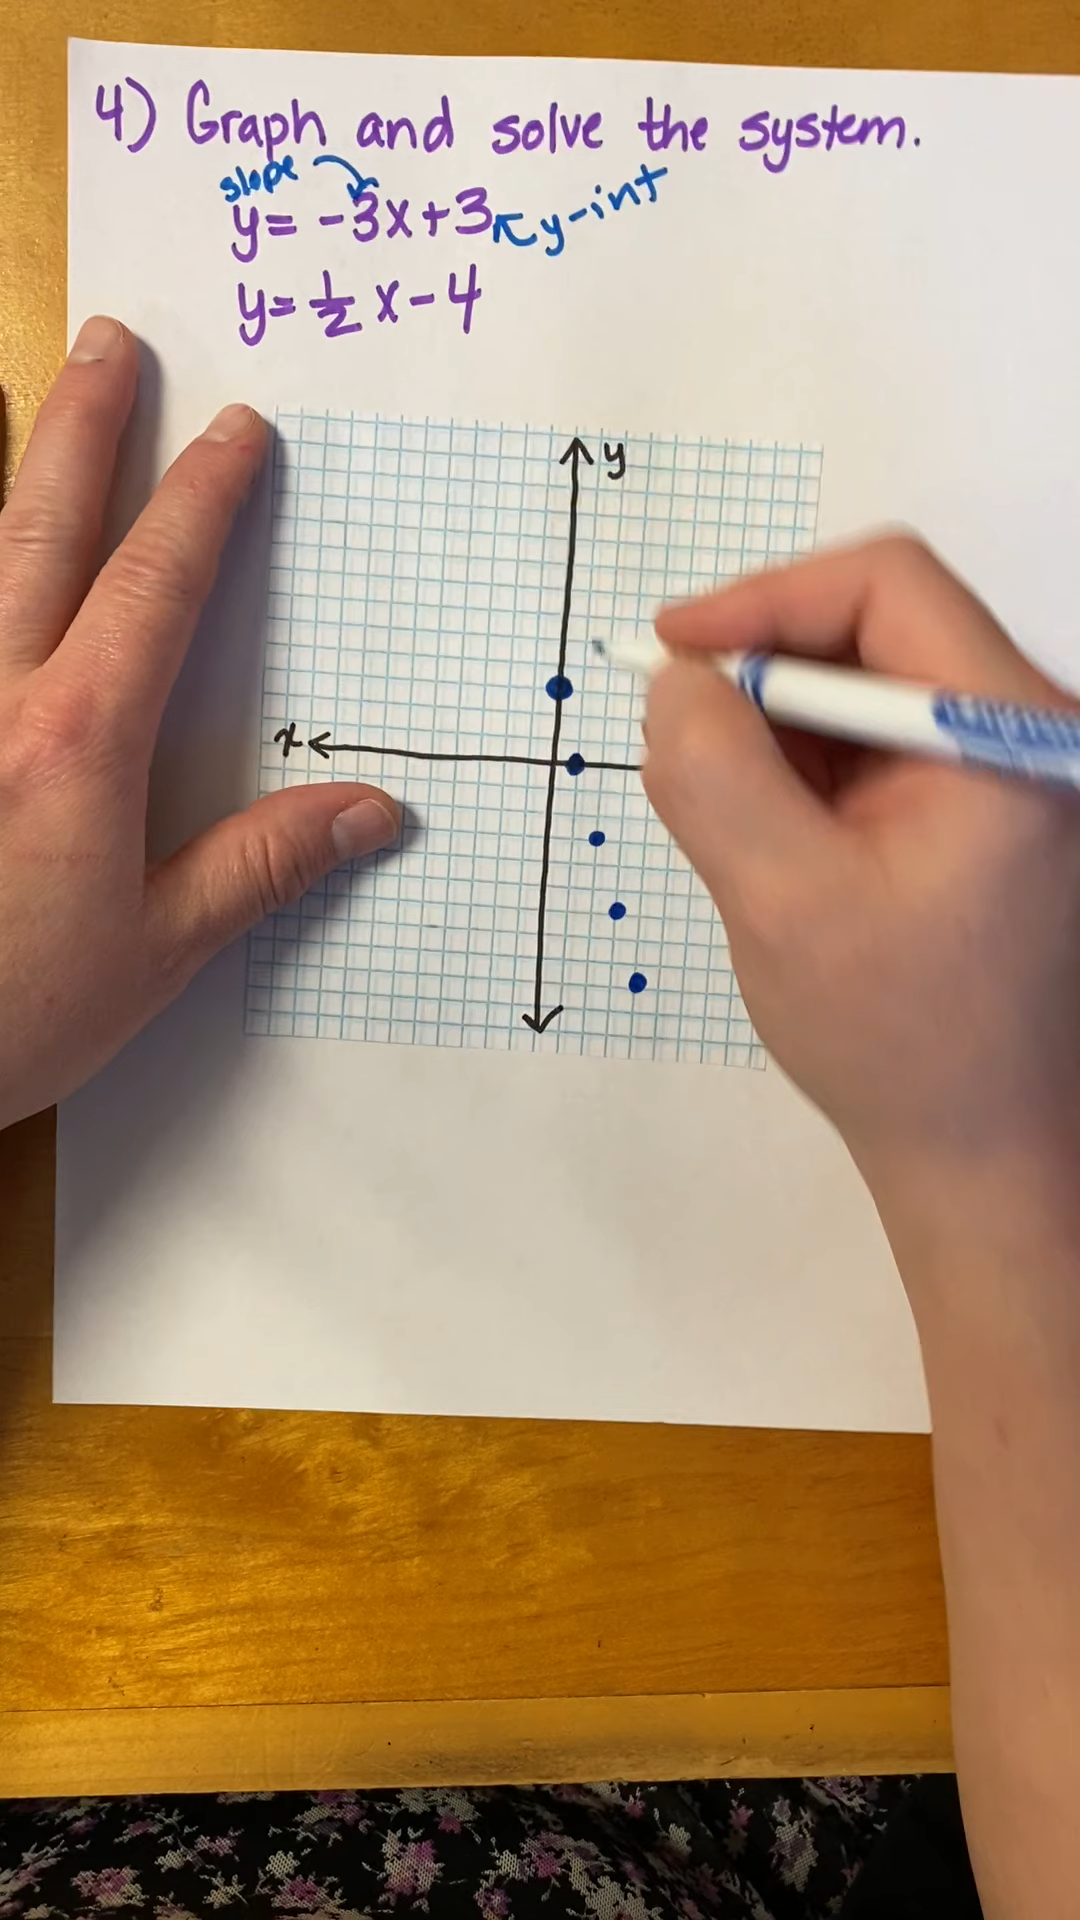 4) Graph and solve the system.
slope
y= -3x+3 y-int
y= 1/2 x-4
y
x